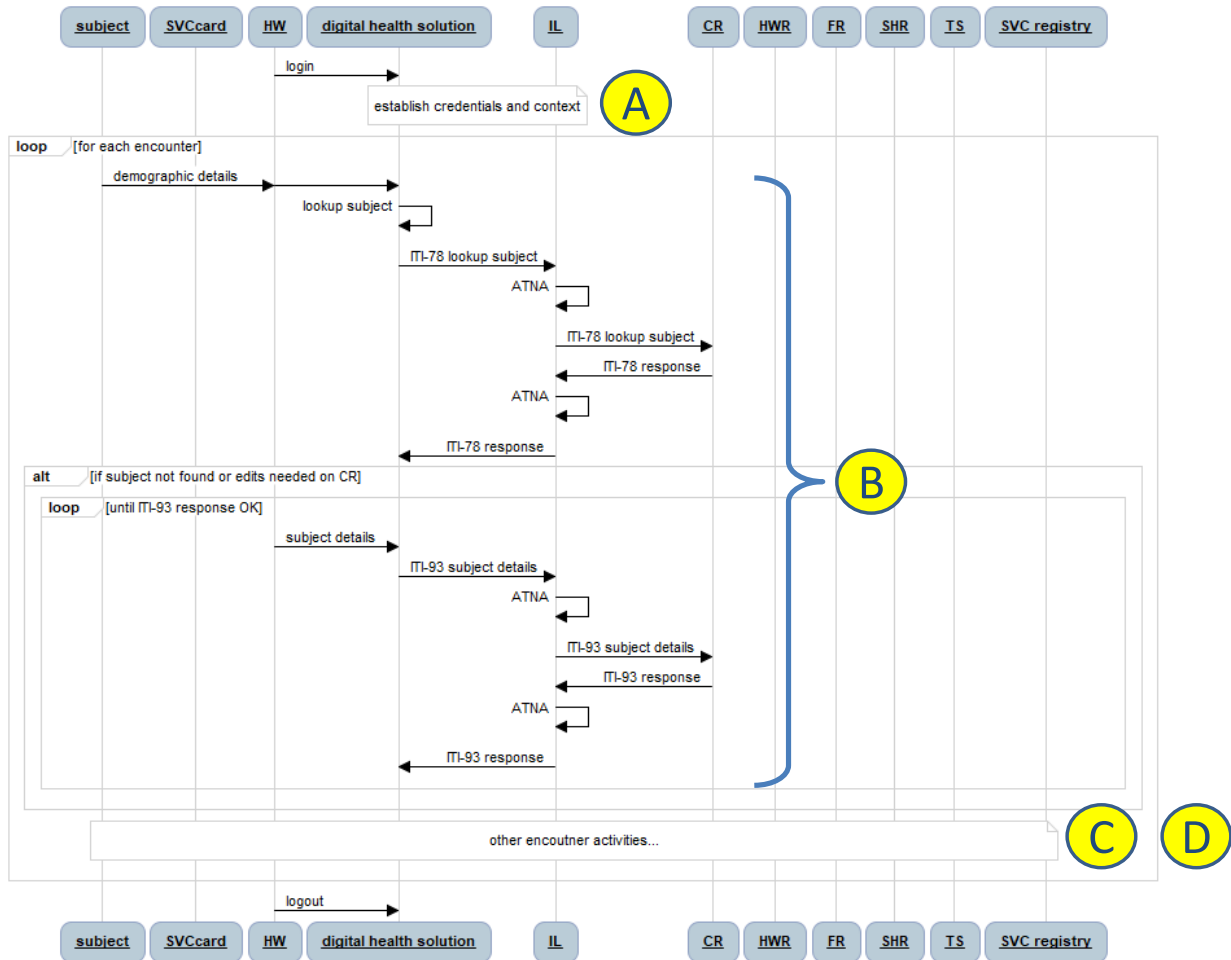 subject SVCcard HW digital health solution IL CR HWR FR SHR TS SVC registry
login
establish credentials and context
A
loop [for each encounter]
demographic details
lookup subject
ITI-78 lookup subject
ATNA
ITI-78 lookup subject
ITI-78 response
ATNA
ITI-78 response
alt [if subject not found or edits needed on CR]
B
loop [until ITI-93 response OK]
subject details
ITI-93 subject details
ATNA
ITI-93 subject details
ITI-93 response
ATNA
ITI-93 response
other encoutner activities...
C D
logout
subject SVCcard HW digital health solution IL CR HWR FR SHR TS SVC registry